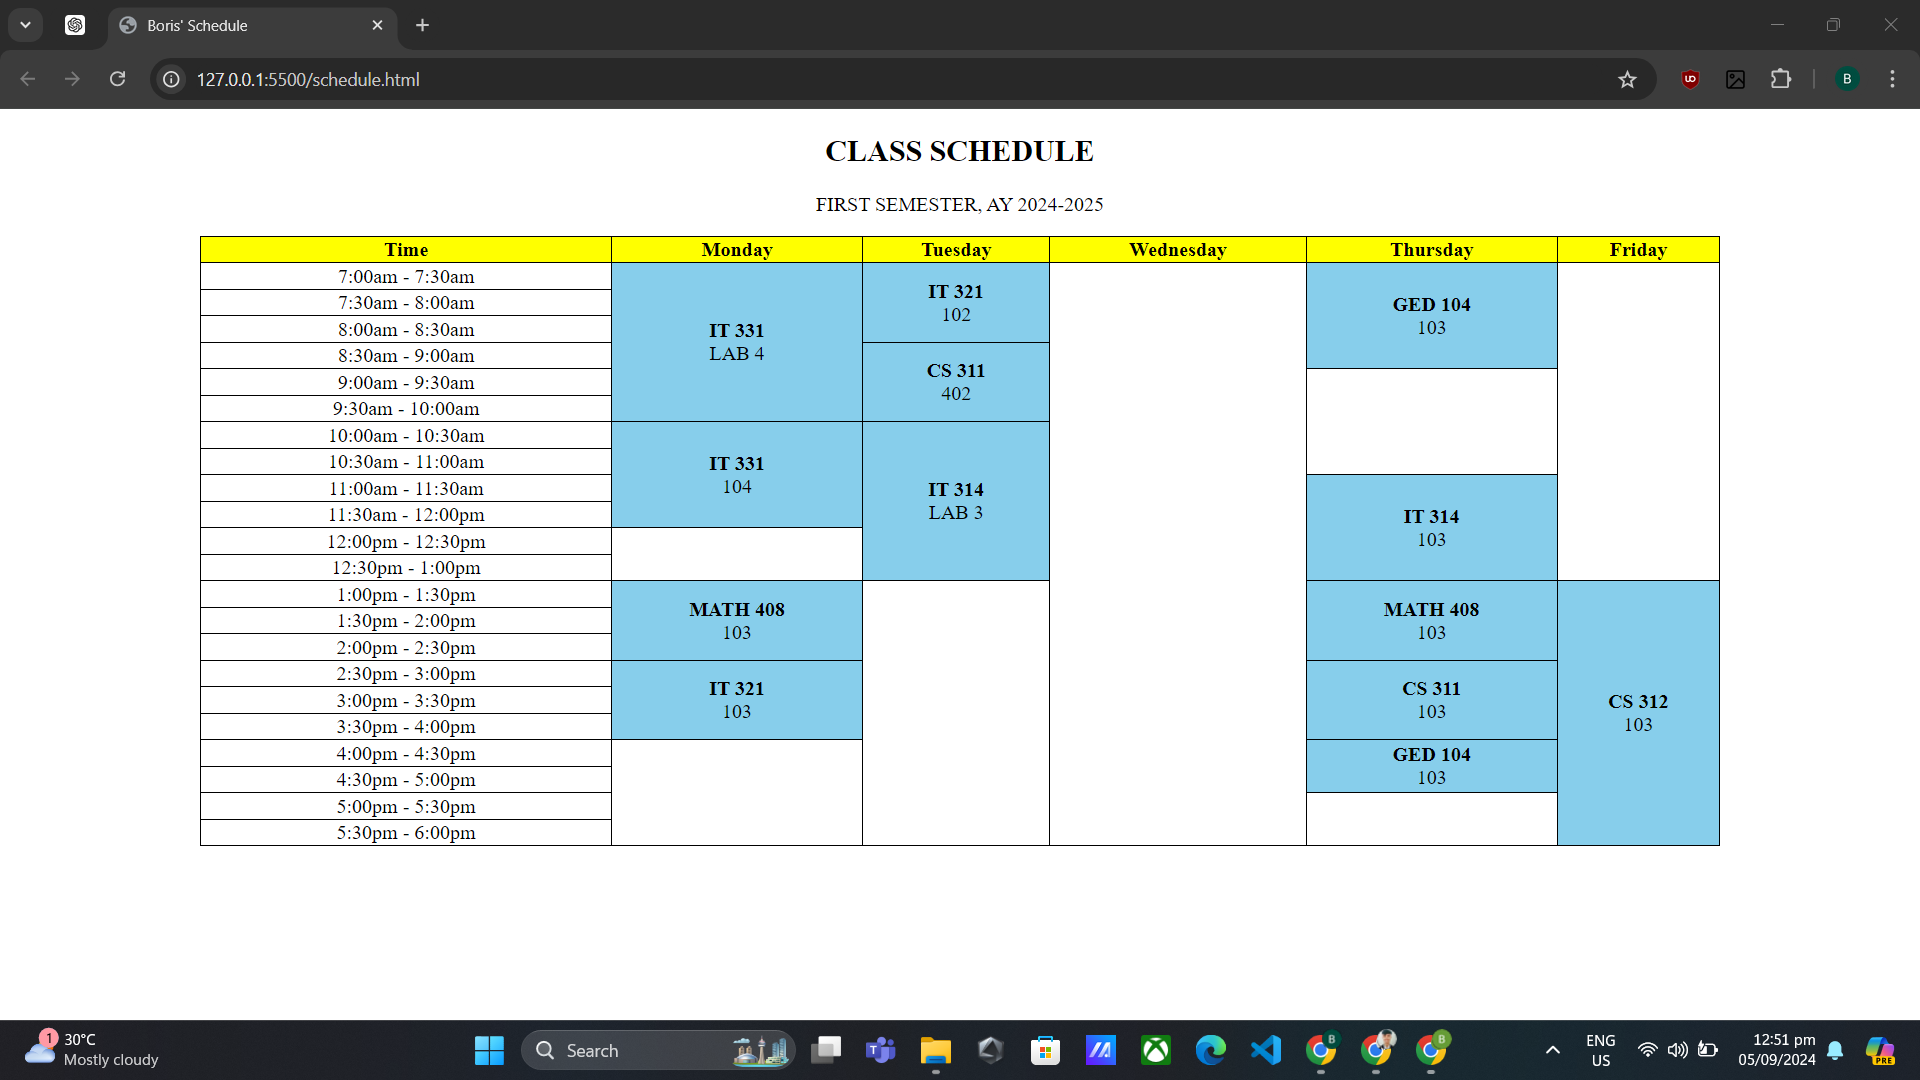 Boris' Schedule
127.0.0.1:5500/schedule.html
B
CLASS SCHEDULE
FIRST SEMESTER, AY 2024-2025
Time Monday Tuesday Wednesday Thursday Friday
7:00am - 7:30am
7:30am - 8:00am
8:00am - 8:30am
8:30am - 9:00am
9:00am - 9:30am
9:30am - 10:00am
10:00am - 10:30am
10:30am - 11:00am
11:00am - 11:30am
11:30am - 12:00pm
12:00pm - 12:30pm
12:30pm - 1:00pm
1:00pm - 1:30pm
1:30pm - 2:00pm
2:00pm - 2:30pm
2:30pm - 3:00pm
3:00pm - 3:30pm
3:30pm - 4:00pm
4:00pm - 4:30pm
4:30pm - 5:00pm
5:00pm - 5:30pm
5:30pm - 6:00pm
IT 331
LAB 4
IT 331
104
MATH 408
103
IT 321
103
IT 321
102
CS 311
402
IT 314
LAB 3
GED 104
103
IT 314
103
MATH 408
103
CS 311
103
GED 104
103
CS 312
103
1
30°C
Mostly cloudy
Search
B
B
ENG
US
12:51 pm
05/09/2024
PRE